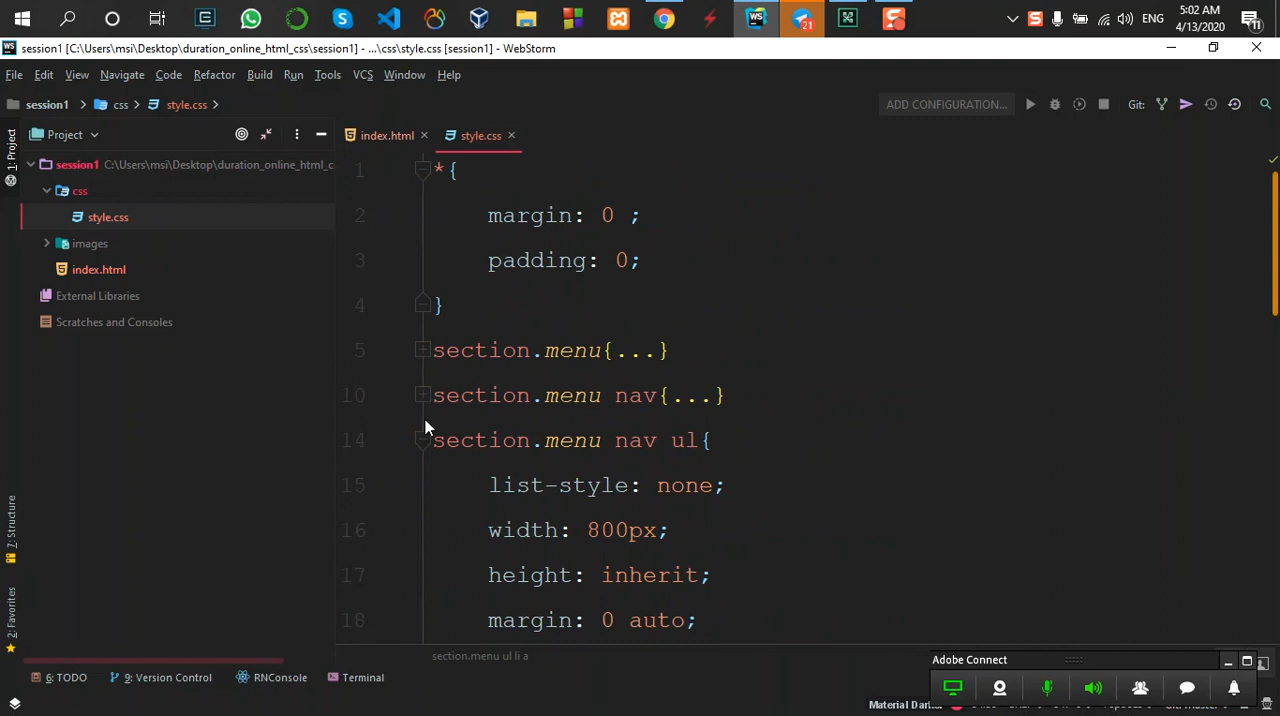 5:02 AM
ENG
4/13/2020
21
11
session1 [C:\Users\msi\Desktop\duration_online_html_css\session1] - ...\css\style.css [session1] - WebStorm
File Edit View Navigate Code Refactor Build Run Tools VCS Window Help
session1 css style.css
ADD CONFIGURATION...
Git:
Project
index.html
style.css
1: Project
session1 C:\Users\msi\Desktop\duration_online_html_c
css
style.css
images
index.html
External Libraries
Scratches and Consoles
1 *{
2 margin: 0 ;
3 padding: 0;
4 }
5 section.menu{...}
10 section.menu nav{...}
14 section.menu nav ul{
15 list-style: none;
16 width: 800px;
17 height: inherit;
18 margin: 0 auto;
7: Structure
2: Favorites
section.menu ul li a
Adobe Connect
6: TODO
9: Version Control
RNConsole
Terminal